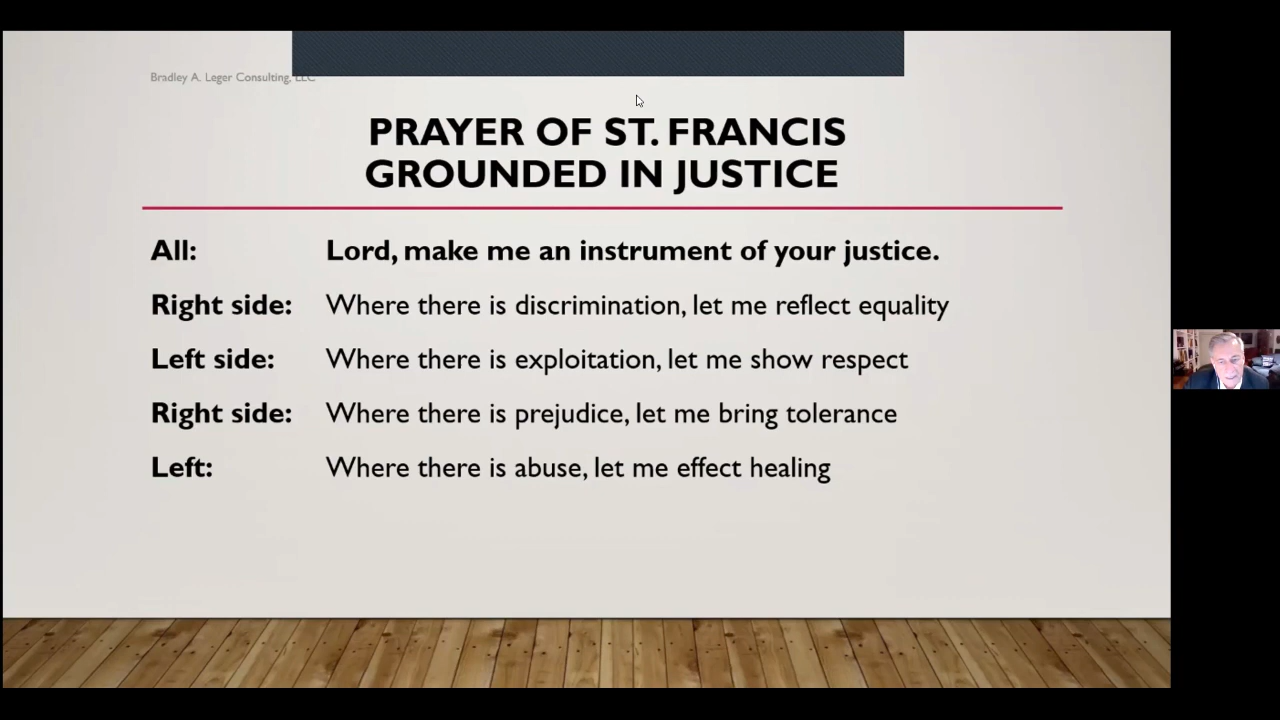 Bradley A. Leger Consulting, LLC
PRAYER OF ST. FRANCIS
GROUNDED IN JUSTICE
All: Lord, make me an instrument of your justice.
Right side: Where there is discrimination, let me reflect equality
Left side: Where there is exploitation, let me show respect
Right side: Where there is prejudice, let me bring tolerance
Left: Where there is abuse, let me effect healing